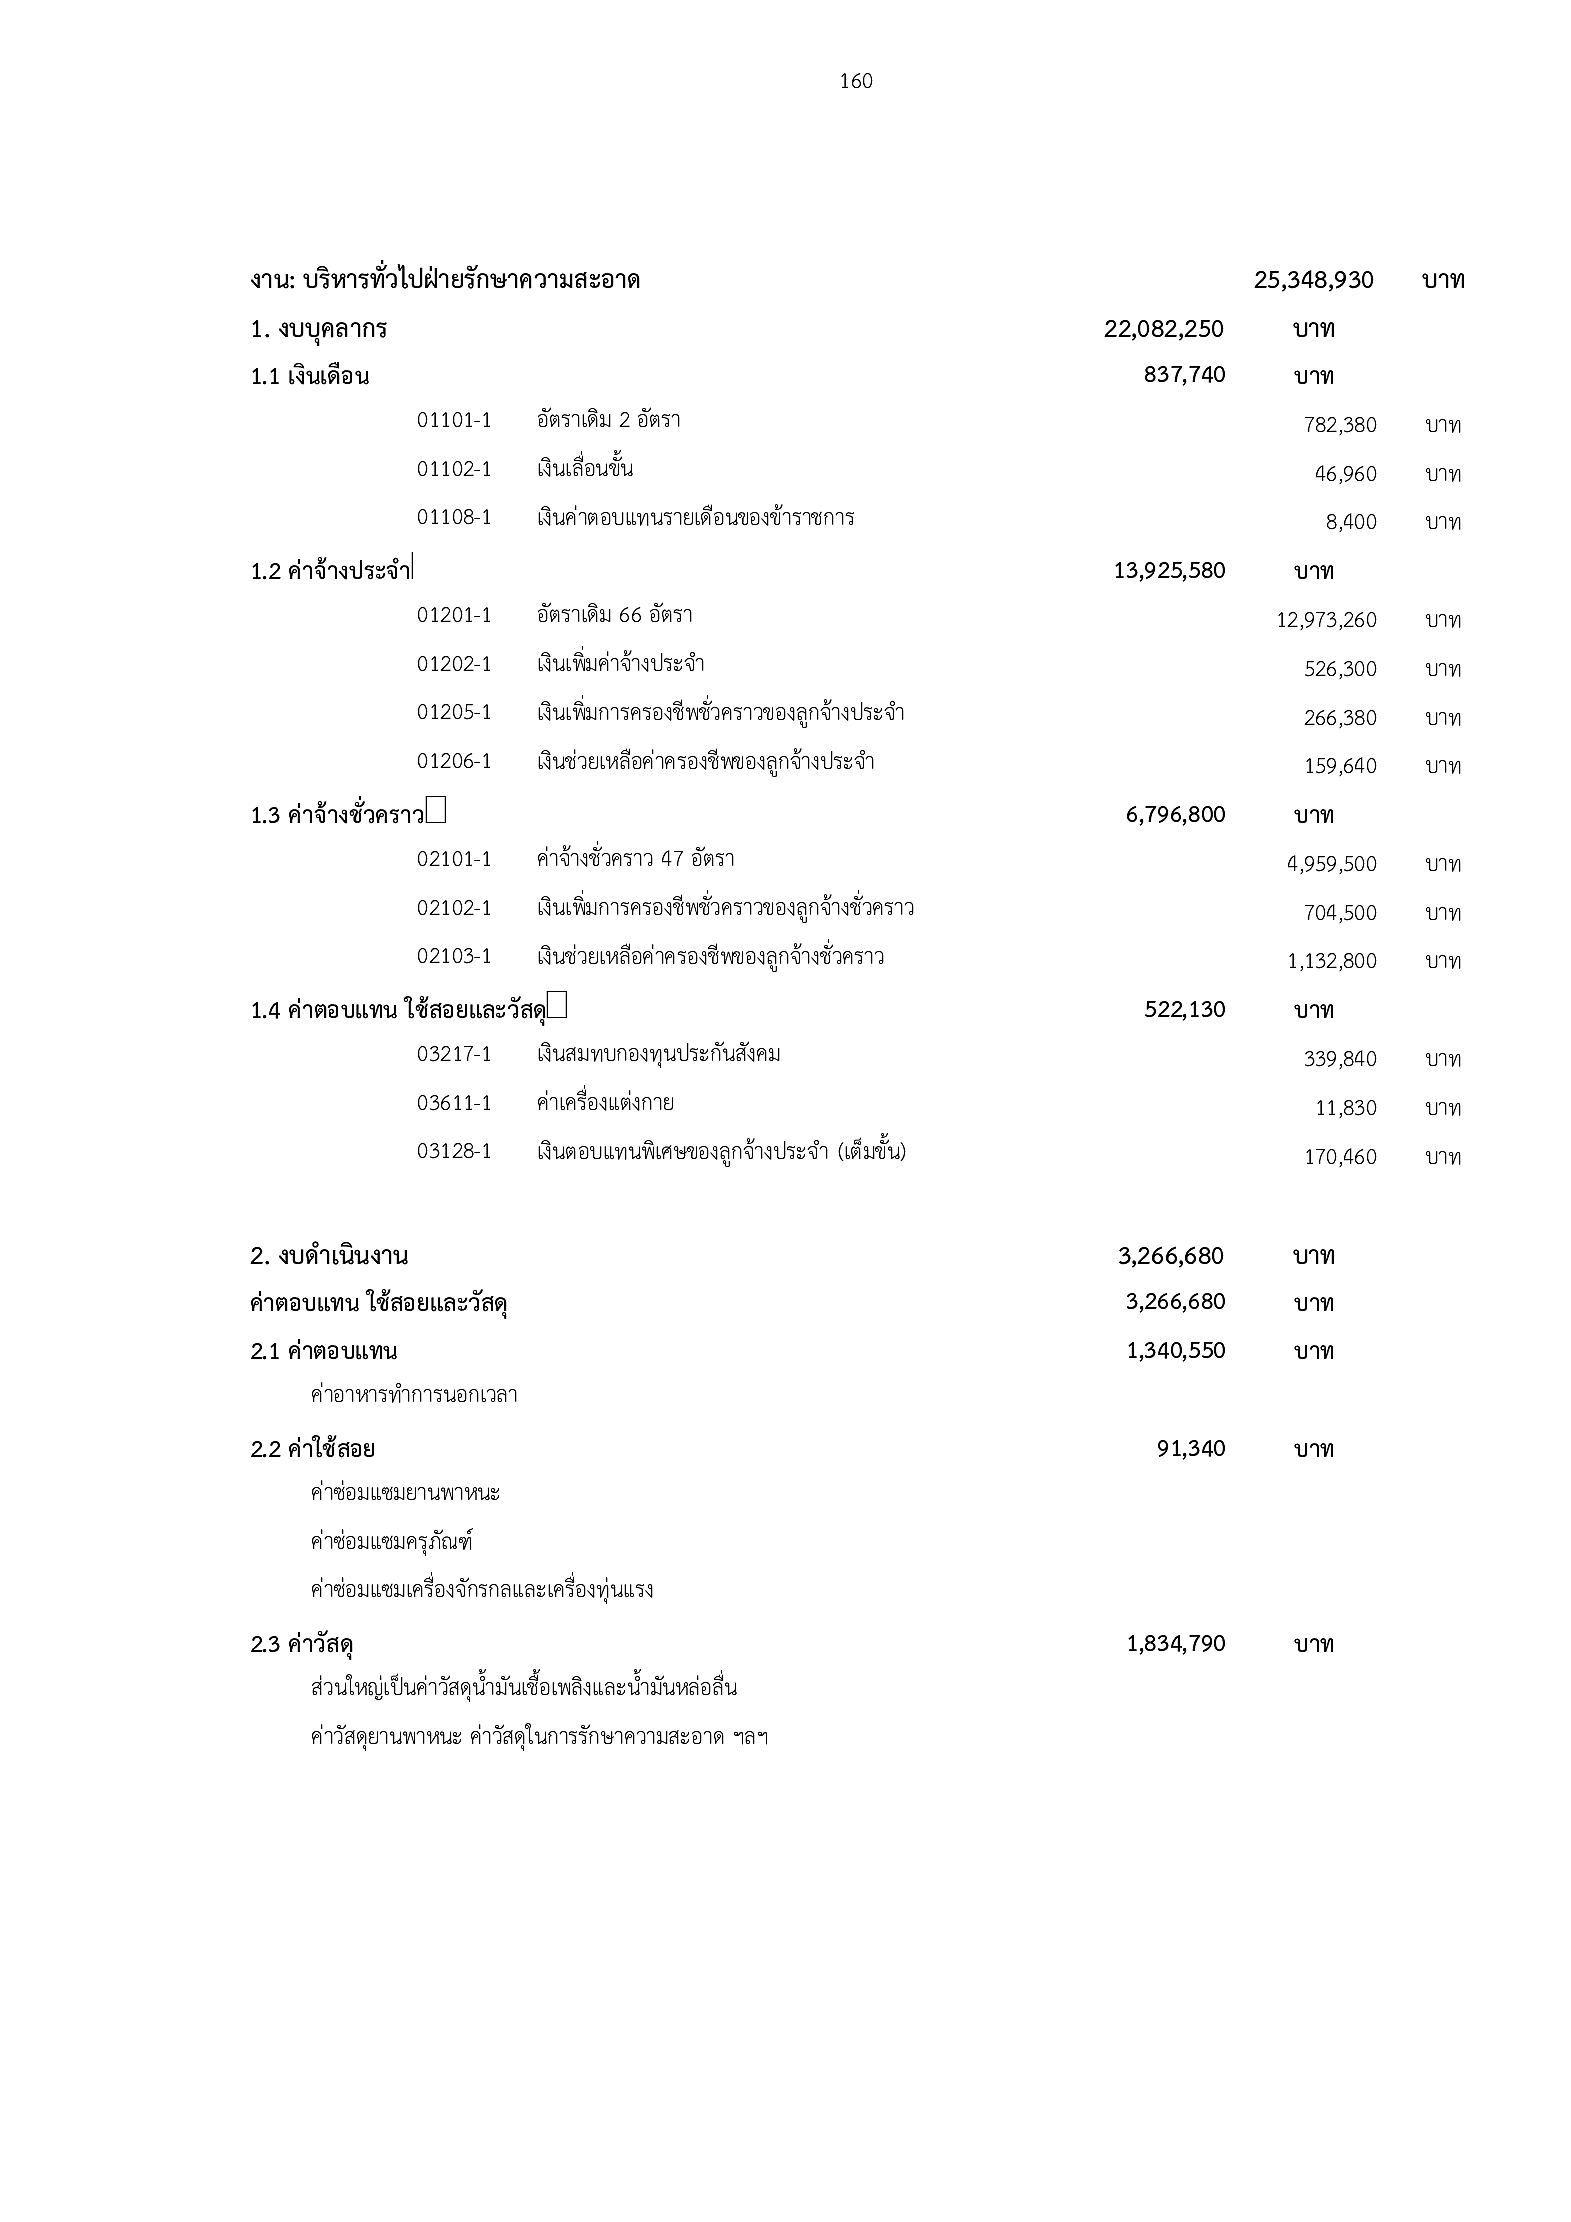 160
งาน: บริหารทั่วไปฝ่ายรักษาความสะอาด 25,348,930 บาท
1. งบบุคลากร 22,082,250 บาท
1.1 เงินเดือน 837,740 บาท
01101-1 อัตราเดิม 2 อัตรา 782,380 บาท
01102-1 เงินเลื่อนขั้น 46,960 บาท
01108-1 เงินค่าตอบแทนรายเดือนของข้าราชการ 8,400 บาท
1.2 ค่าจ้างประจำ 13,925,580 บาท
01201-1 อัตราเดิม 66 อัตรา 12,973,260 บาท
01202-1 เงินเพิ่มค่าจ้างประจำ 526,300 บาท
01205-1 เงินเพิ่มการครองชีพชั่วคราวของลูกจ้างประจำ 266,380 บาท
01206-1 เงินช่วยเหลือค่าครองชีพของลูกจ้างประจำ 159,640 บาท
1.3 ค่าจ้างชั่วคราว 6,796,800 บาท
02101-1 ค่าจ้างชั่วคราว 47 อัตรา 4,959,500 บาท
02102-1 เงินเพิ่มการครองชีพชั่วคราวของลูกจ้างชั่วคราว 704,500 บาท
02103-1 เงินช่วยเหลือค่าครองชีพของลูกจ้างชั่วคราว 1,132,800 บาท
1.4 ค่าตอบแทน ใช้สอยและวัสดุ 522,130 บาท
03217-1 เงินสมทบกองทุนประกันสังคม 339,840 บาท
03611-1 ค่าเครื่องแต่งกาย 11,830 บาท
03128-1 เงินตอบแทนพิเศษของลูกจ้างประจำ (เต็มขั้น) 170,460 บาท
2. งบดำเนินงาน 3,266,680 บาท
ค่าตอบแทน ใช้สอยและวัสดุ 3,266,680 บาท
2.1 ค่าตอบแทน 1,340,550 บาท
ค่าอาหารทำการนอกเวลา
2.2 ค่าใช้สอย 91,340 บาท
ค่าซ่อมแซมยานพาหนะ
ค่าซ่อมแซมครุภัณฑ์
ค่าซ่อมแซมเครื่องจักรกลและเครื่องทุ่นแรง
2.3 ค่าวัสดุ 1,834,790 บาท
ส่วนใหญ่เป็นค่าวัสดุน้ำมันเชื้อเพลิงและน้ำมันหล่อลื่น
ค่าวัสดุยานพาหนะ ค่าวัสดุในการรักษาความสะอาด ฯลฯ